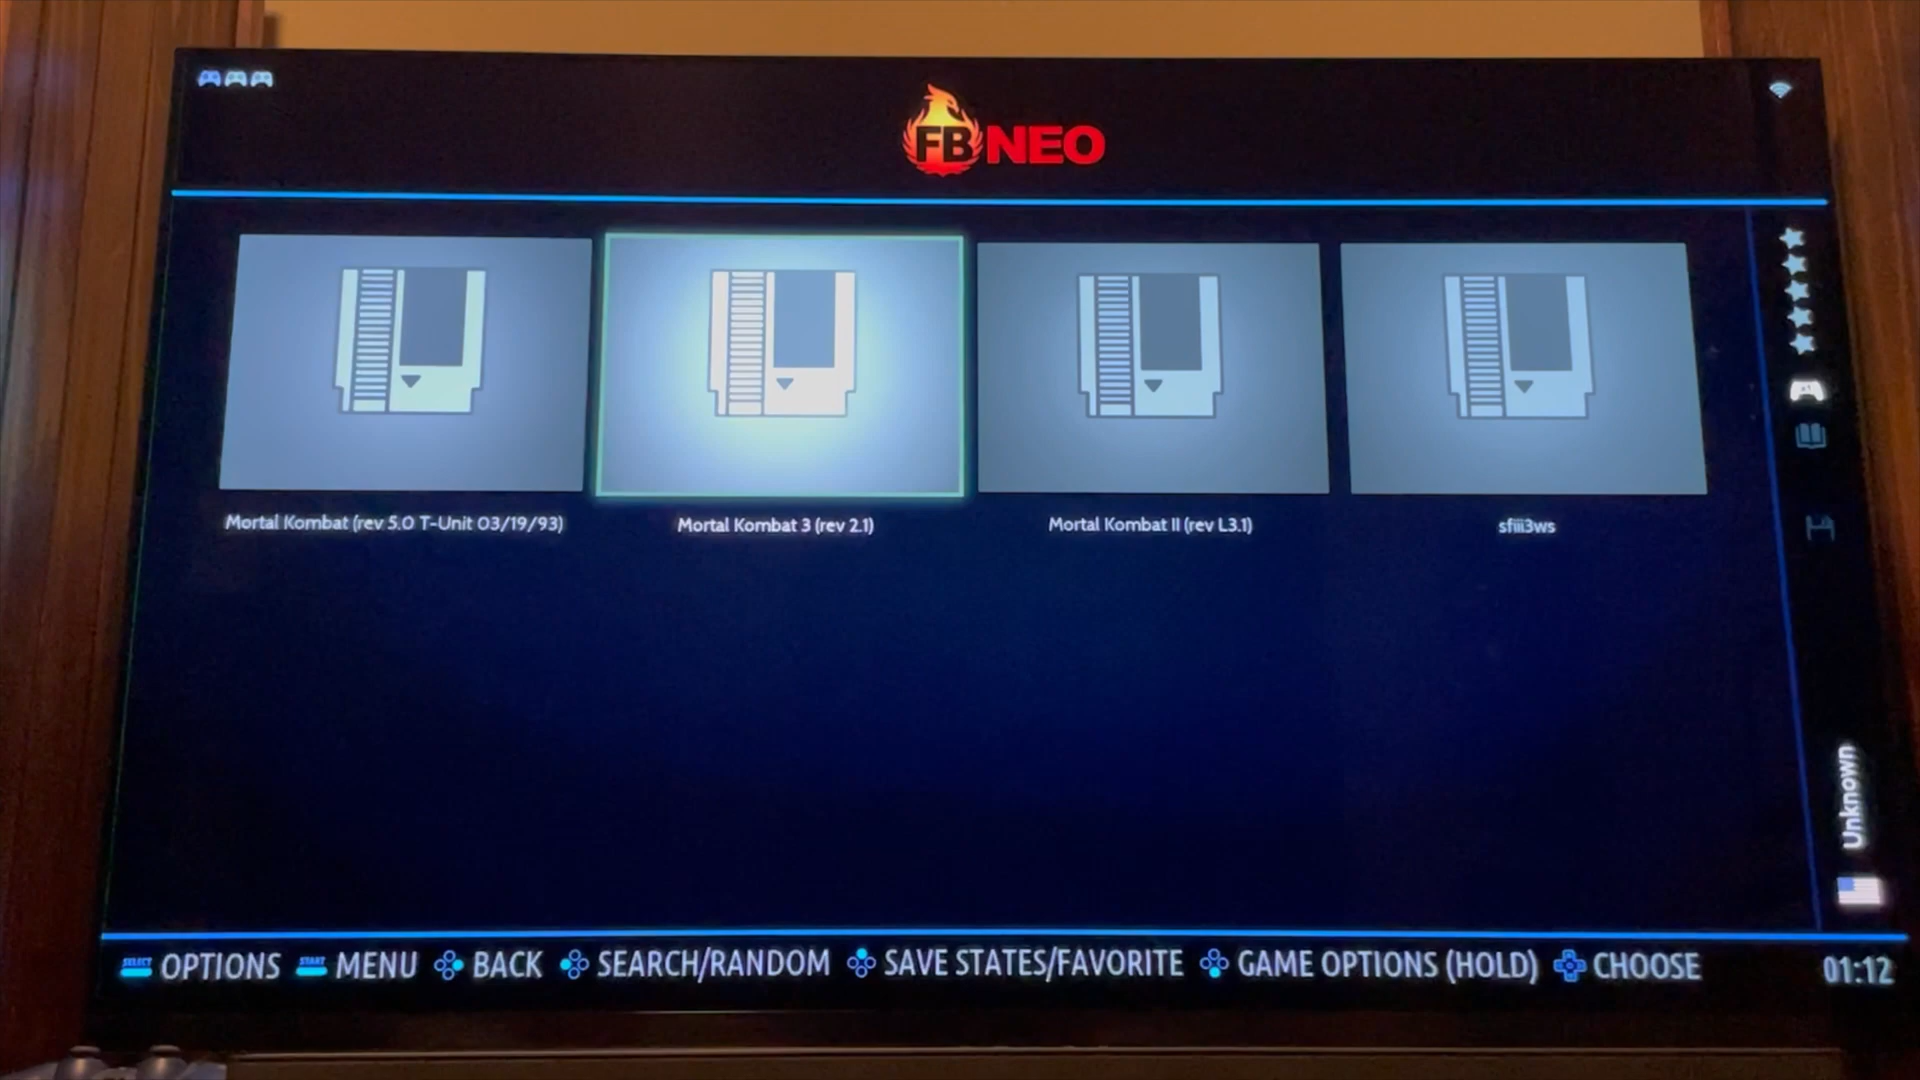 FB NEO
Mortal Kombat (rev 5.0 T-Unit 03/19/93)
Mortal Kombat 3 (rev 2.1)
Mortal Kombat II (rev L3.1)
sfiii3ws
Unknown
SELECT OPTIONS START MENU BACK SEARCH/RANDOM SAVE STATES/FAVORITE GAME OPTIONS (HOLD) CHOOSE 01:12